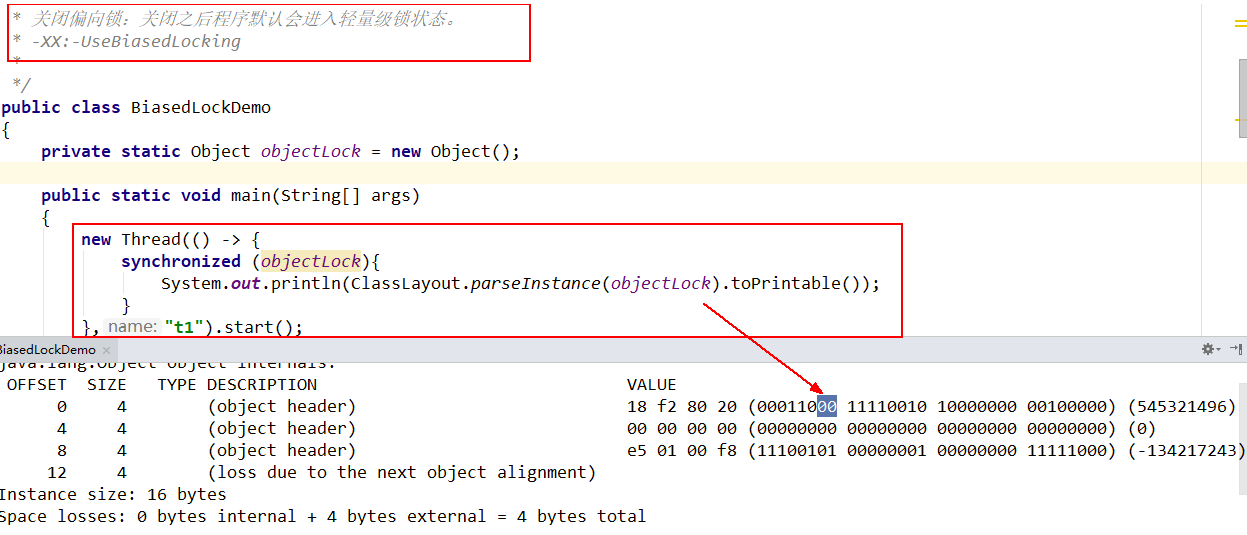 * 关闭偏向锁：关闭之后程序默认会进入轻量级锁状态。
* -XX:-UseBiasedLocking
*
*/
public class BiasedLockDemo
{
private static Object objectLock = new Object();
public static void main(String[] args)
{
new Thread(() -> {
synchronized (objectLock){
System.out.println(ClassLayout.parseInstance(objectLock).toPrintable());
}
}, name: "t1").start();
BiasedLockDemo ×
java.lang.Object object internals:
OFFSET SIZE TYPE DESCRIPTION VALUE
0 4 (object header) 18 f2 80 20 (00011000 11110010 10000000 00100000) (545321496)
4 4 (object header) 00 00 00 00 (00000000 00000000 00000000 00000000) (0)
8 4 (object header) e5 01 00 f8 (11100101 00000001 00000000 11111000) (-134217243)
12 4 (loss due to the next object alignment)
Instance size: 16 bytes
Space losses: 0 bytes internal + 4 bytes external = 4 bytes total